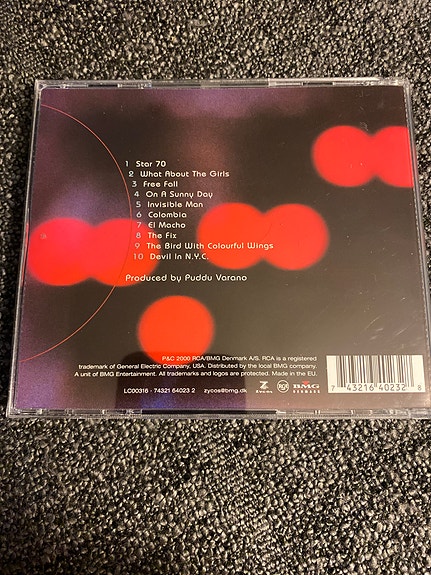 1 Star 70
2 What About The Girls
3 Free Fall
4 On A Sunny Day
5 Invisible Man
6 Colombia
7 El Macho
8 The Fix
9 The Bird With Colourful Wings
10 Devil In N.Y.C.
Produced by Puddu Varano
P&C 2000 RCA/BMG Denmark A/S. RCA is a registered
trademark of General Electric Company, USA. Distributed by the local BMG company.
A unit of BMG Entertainment. All trademarks and logos are protected. Made in the EU.
LC00316 · 74321 64023 2 zycos@bmg.dk
Zycos
RCA
BMG
DENMARK
7 43216 40232 8